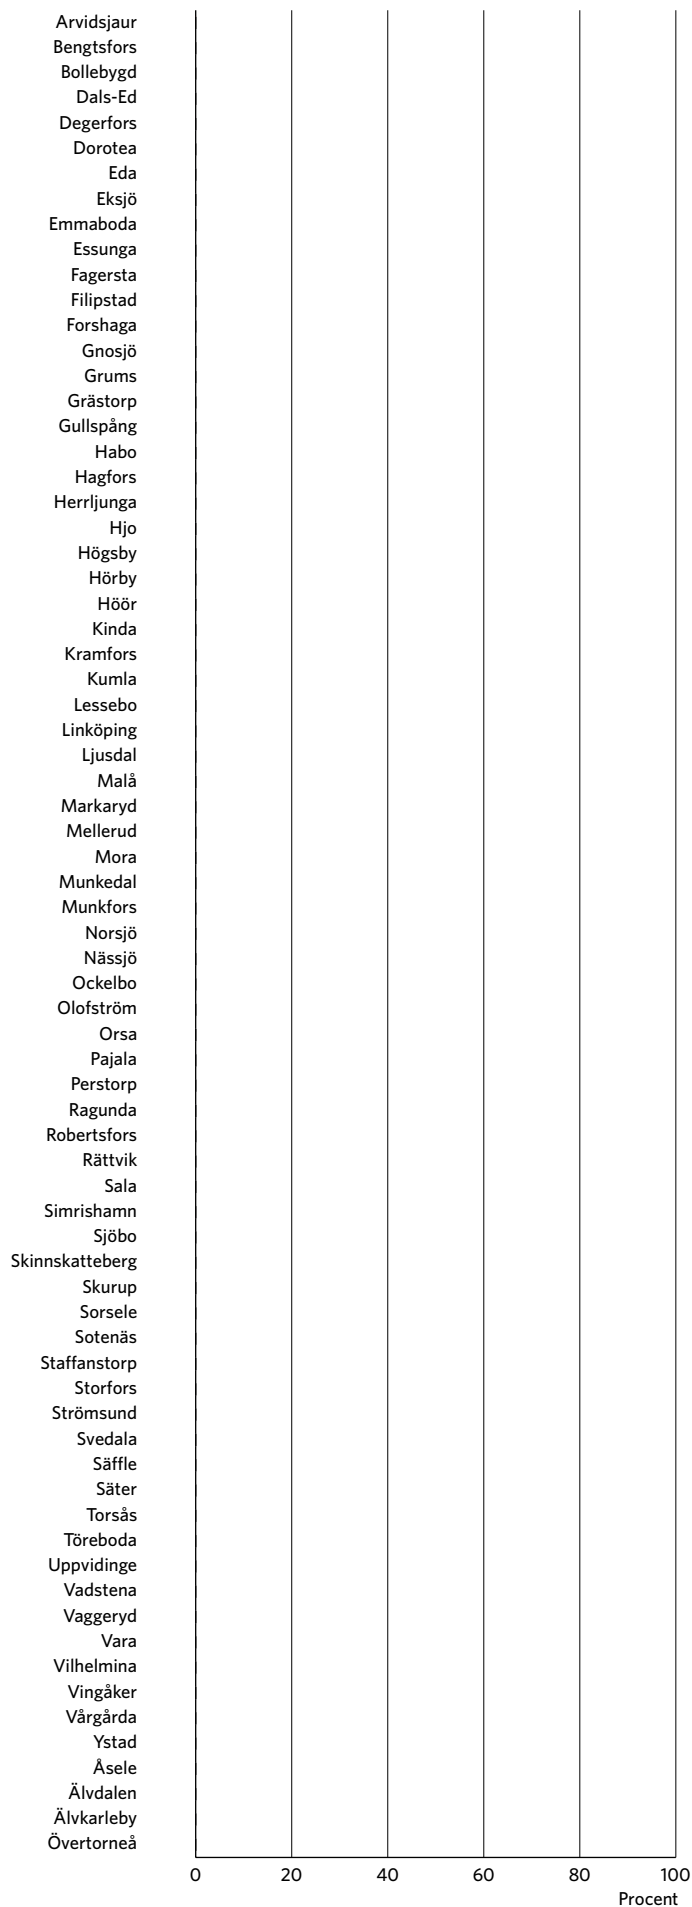 Arvidsjaur
Bengtsfors
Bollebygd
Dals-Ed
Degerfors
Dorotea
Eda
Eksjö
Emmaboda
Essunga
Fagersta
Filipstad
Forshaga
Gnosjö
Grums
Grästorp
Gullspång
Habo
Hagfors
Herrljunga
Hjo
Högsby
Hörby
Höör
Kinda
Kramfors
Kumla
Lessebo
Linköping
Ljusdal
Malå
Markaryd
Mellerud
Mora
Munkedal
Munkfors
Norsjö
Nässjö
Ockelbo
Olofström
Orsa
Pajala
Perstorp
Ragunda
Robertsfors
Rättvik
Sala
Simrishamn
Sjöbo
Skinnskatteberg
Skurup
Sorsele
Sotenäs
Staffanstorp
Storfors
Strömsund
Svedala
Säffle
Säter
Torsås
Töreboda
Uppvidinge
Vadstena
Vaggeryd
Vara
Vilhelmina
Vingåker
Vårgårda
Ystad
Åsele
Älvdalen
Älvkarleby
Övertorneå
0 20 40 60 80 100
Procent